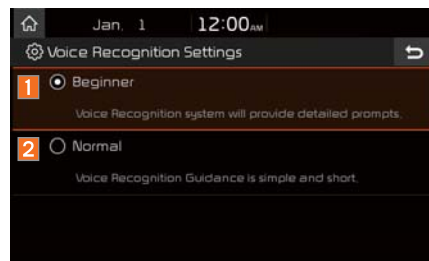 Jan. 1 12:00AM
Voice Recognition Settings
1 Beginner
Voice Recognition system will provide detailed prompts.
2 Normal
Voice Recognition Guidance is simple and short.